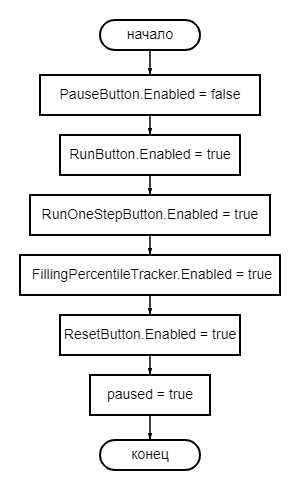 начало
PauseButton.Enabled = false
RunButton.Enabled = true
RunOneStepButton.Enabled = true
FillingPercentileTracker.Enabled = true
ResetButton.Enabled = true
paused = true
конец